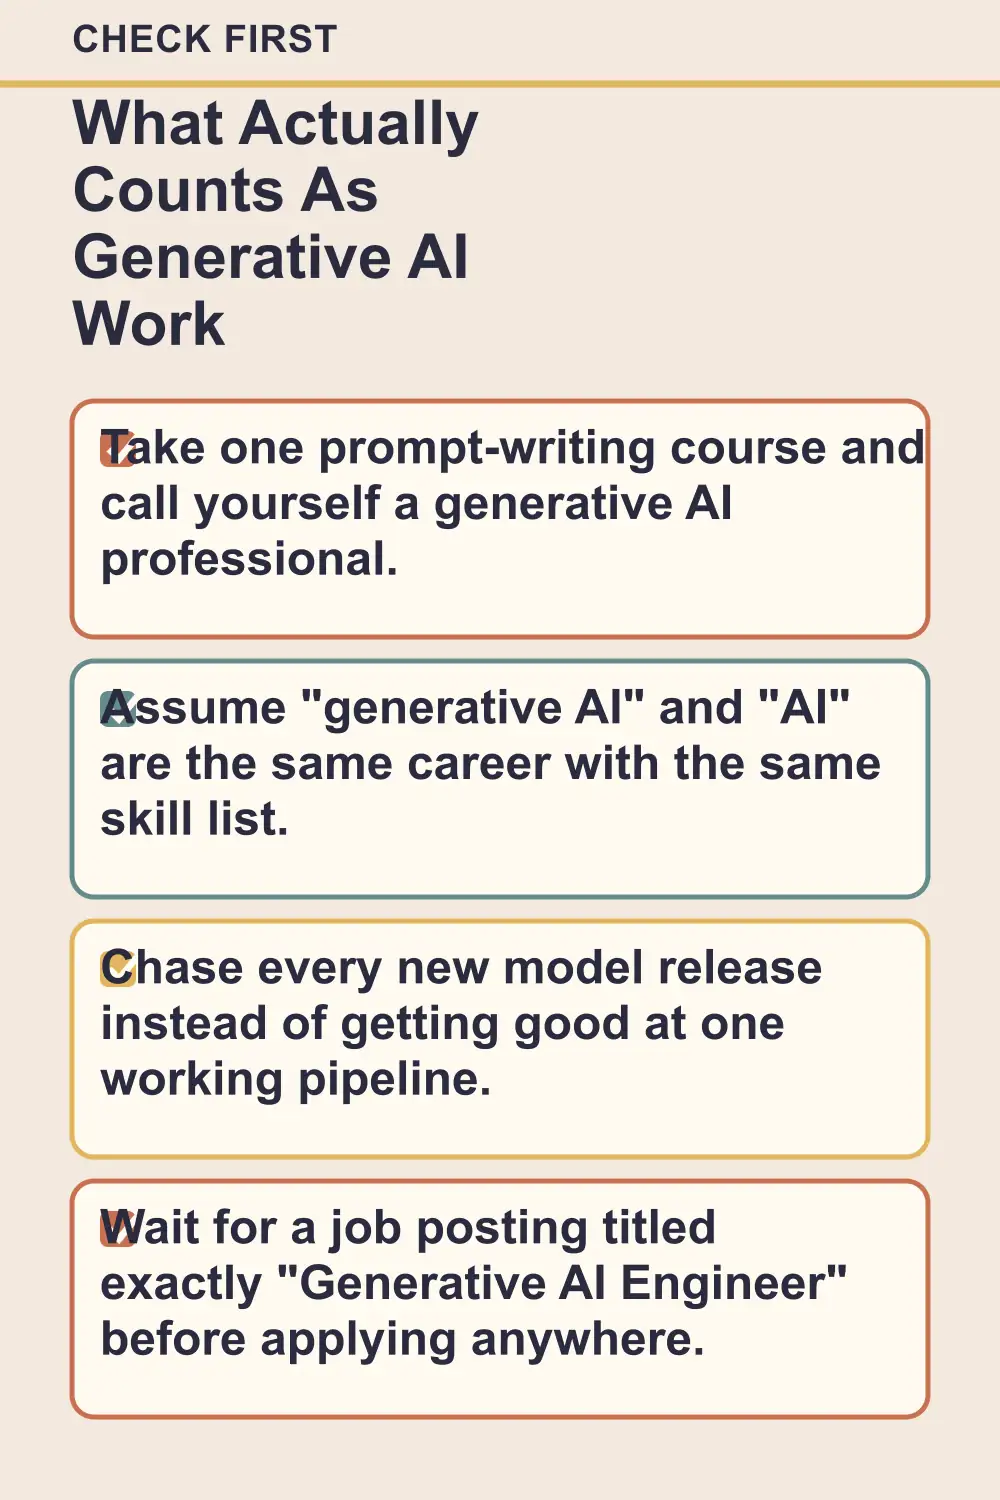 CHECK FIRST
What Actually
Counts As
Generative AI
Work
Take one prompt-writing course and
call yourself a generative AI
professional.
Assume "generative AI" and "AI"
are the same career with the same
skill list.
Chase every new model release
instead of getting good at one
working pipeline.
Wait for a job posting titled
exactly "Generative AI Engineer"
before applying anywhere.